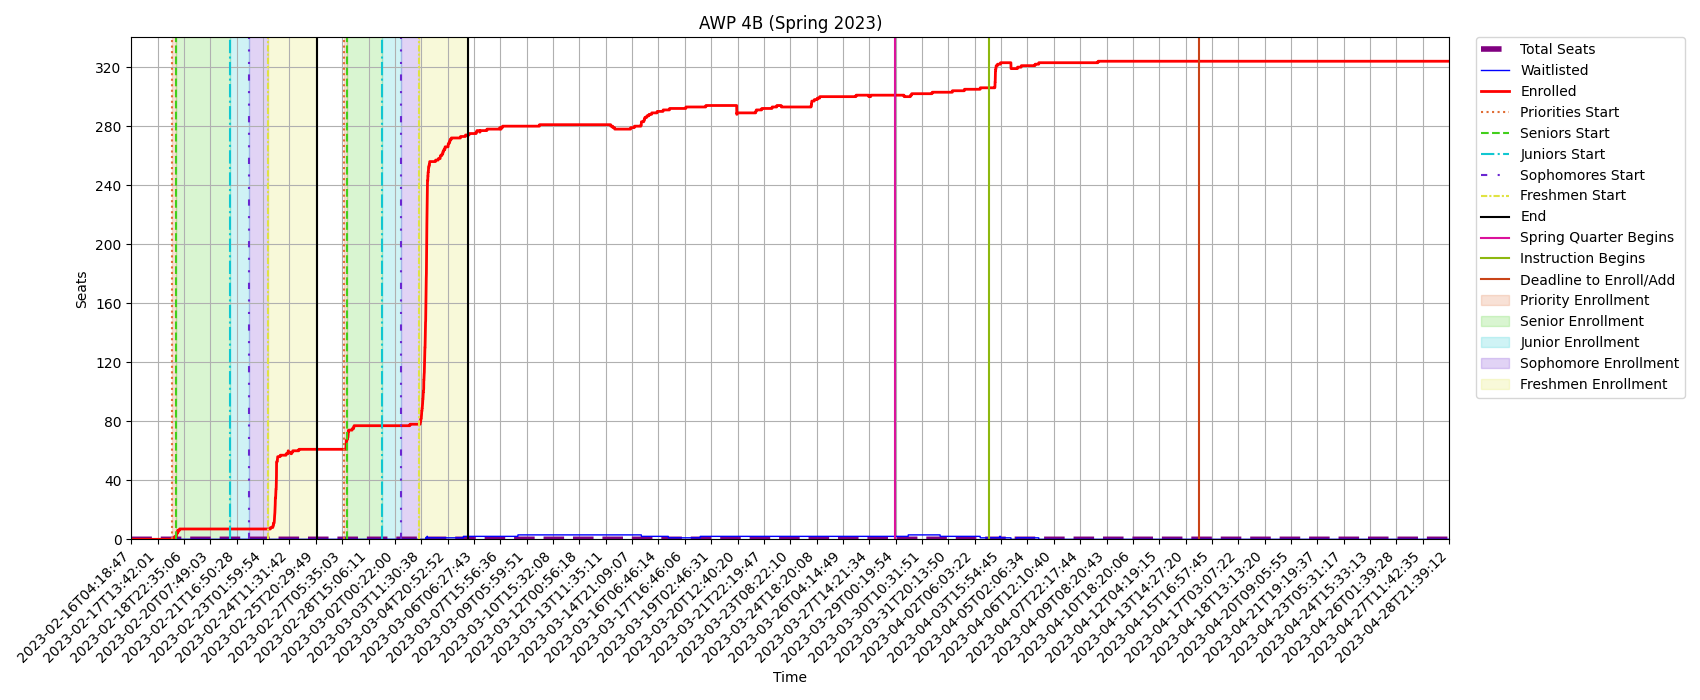 AWP 4B (Spring 2023)
Seats
320
280
240
200
160
120
80
40
0
2023-02-16T04:18:47
2023-02-17T13:42:01
2023-02-18T22:35:06
2023-02-20T07:49:03
2023-02-21T16:50:28
2023-02-23T01:59:54
2023-02-24T11:31:42
2023-02-25T20:29:49
2023-02-27T05:35:03
2023-02-28T15:06:11
2023-03-02T00:22:00
2023-03-03T11:30:38
2023-03-04T20:52:52
2023-03-06T06:27:43
2023-03-07T15:56:36
2023-03-09T05:59:51
2023-03-10T15:32:08
2023-03-12T00:56:18
2023-03-13T11:35:11
2023-03-14T21:09:07
2023-03-16T06:46:14
2023-03-17T16:46:06
2023-03-19T02:46:31
2023-03-20T12:40:20
2023-03-21T22:19:47
2023-03-23T08:22:10
2023-03-24T18:20:08
2023-03-26T04:14:49
2023-03-27T14:21:34
2023-03-29T00:19:54
2023-03-30T10:31:51
2023-03-31T20:13:50
2023-04-02T06:03:22
2023-04-03T15:54:45
2023-04-05T02:06:34
2023-04-06T12:10:40
2023-04-07T22:17:44
2023-04-09T08:20:43
2023-04-10T18:20:06
2023-04-12T04:19:15
2023-04-13T14:27:20
2023-04-15T16:57:45
2023-04-17T03:07:22
2023-04-18T13:13:20
2023-04-20T09:05:55
2023-04-21T19:19:37
2023-04-23T05:31:17
2023-04-24T15:33:13
2023-04-26T01:39:28
2023-04-27T11:42:35
2023-04-28T21:39:12
Time
Total Seats
Waitlisted
Enrolled
Priorities Start
Seniors Start
Juniors Start
Sophomores Start
Freshmen Start
End
Spring Quarter Begins
Instruction Begins
Deadline to Enroll/Add
Priority Enrollment
Senior Enrollment
Junior Enrollment
Sophomore Enrollment
Freshmen Enrollment